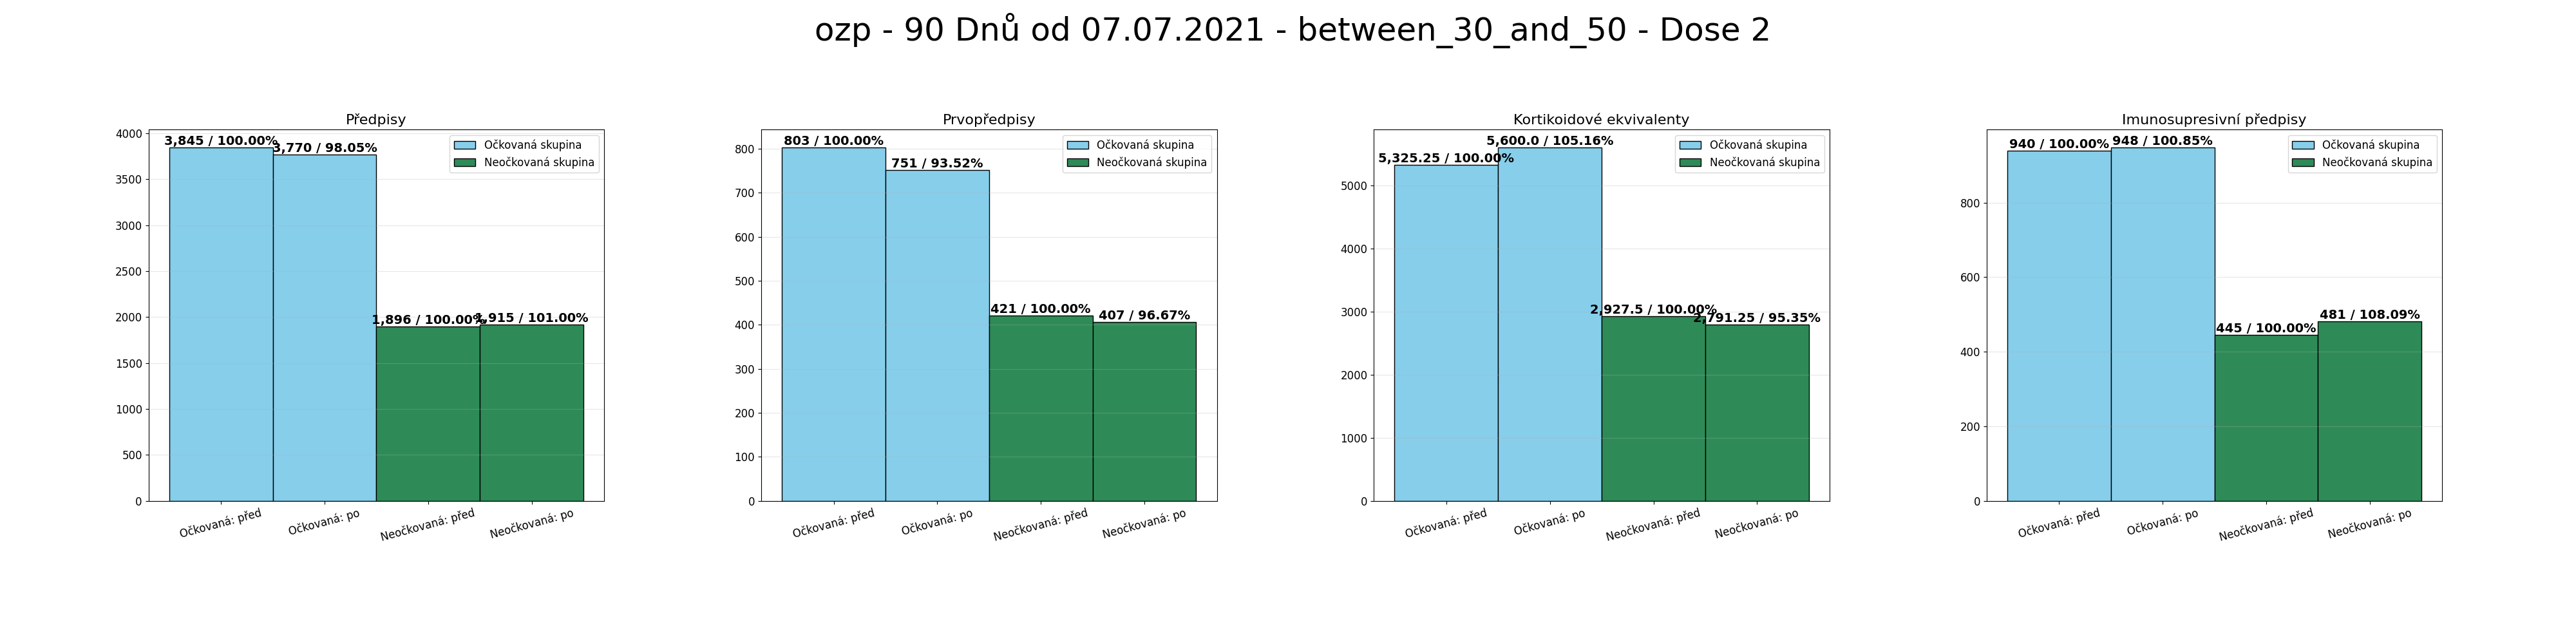 ozp - 90 Dnů od 07.07.2021 - between_30_and_50 - Dose 2
Předpisy
4000
3500
3000
2500
2000
1500
1000
500
0
3,845 / 100.00%
3,770 / 98.05%
1,896 / 100.00%
1,915 / 101.00%
Očkovaná skupina
Neočkovaná skupina
Očkovaná: před
Očkovaná: po
Neočkovaná: před
Neočkovaná: po
Prvopředpisy
800
700
600
500
400
300
200
100
0
803 / 100.00%
751 / 93.52%
421 / 100.00%
407 / 96.67%
Očkovaná skupina
Neočkovaná skupina
Očkovaná: před
Očkovaná: po
Neočkovaná: před
Neočkovaná: po
Kortikoidové ekvivalenty
5000
4000
3000
2000
1000
0
5,325.25 / 100.00%
5,600.0 / 105.16%
2,927.5 / 100.00%
2,791.25 / 95.35%
Očkovaná skupina
Neočkovaná skupina
Očkovaná: před
Očkovaná: po
Neočkovaná: před
Neočkovaná: po
Imunosupresivní předpisy
800
600
400
200
0
940 / 100.00%
948 / 100.85%
445 / 100.00%
481 / 108.09%
Očkovaná skupina
Neočkovaná skupina
Očkovaná: před
Očkovaná: po
Neočkovaná: před
Neočkovaná: po